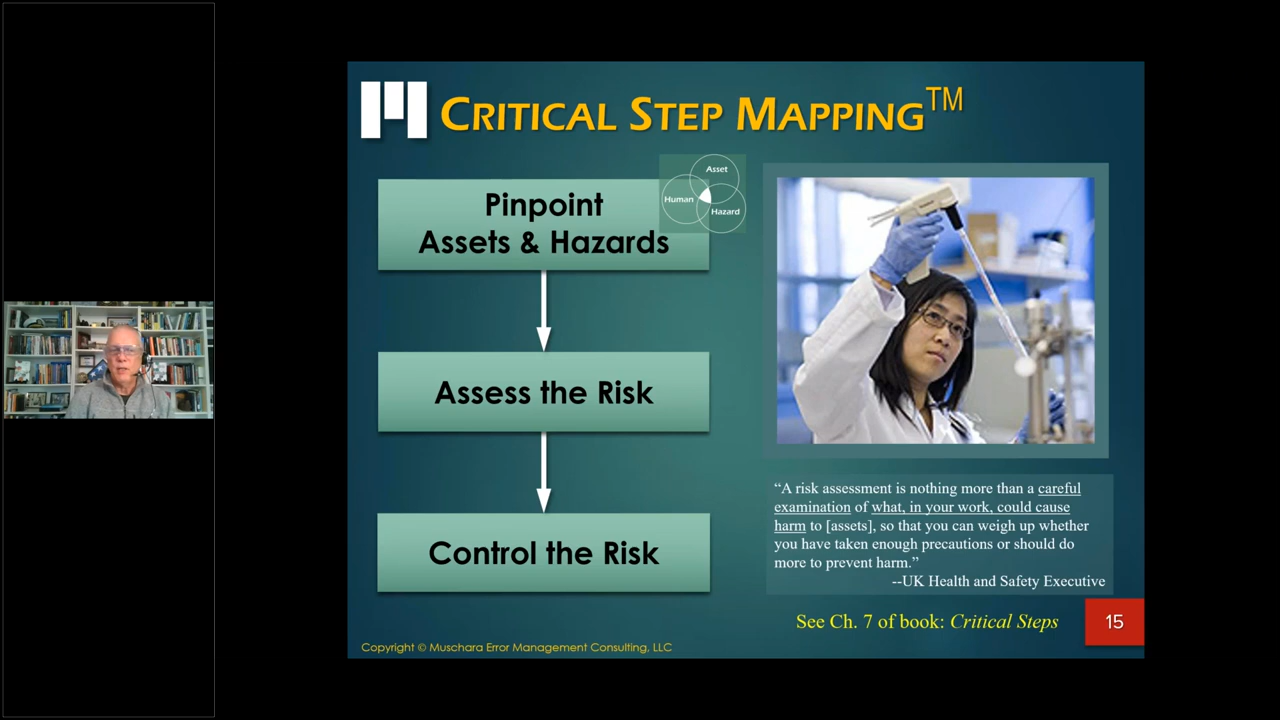 CRITICAL STEP MAPPING™
Pinpoint
Assets & Hazards
Asset
Human
Hazard
Assess the Risk
Control the Risk
“A risk assessment is nothing more than a careful
examination of what, in your work, could cause
harm to [assets], so that you can weigh up whether
you have taken enough precautions or should do
more to prevent harm.”
--UK Health and Safety Executive
See Ch. 7 of book: Critical Steps
15
Copyright © Muschara Error Management Consulting, LLC